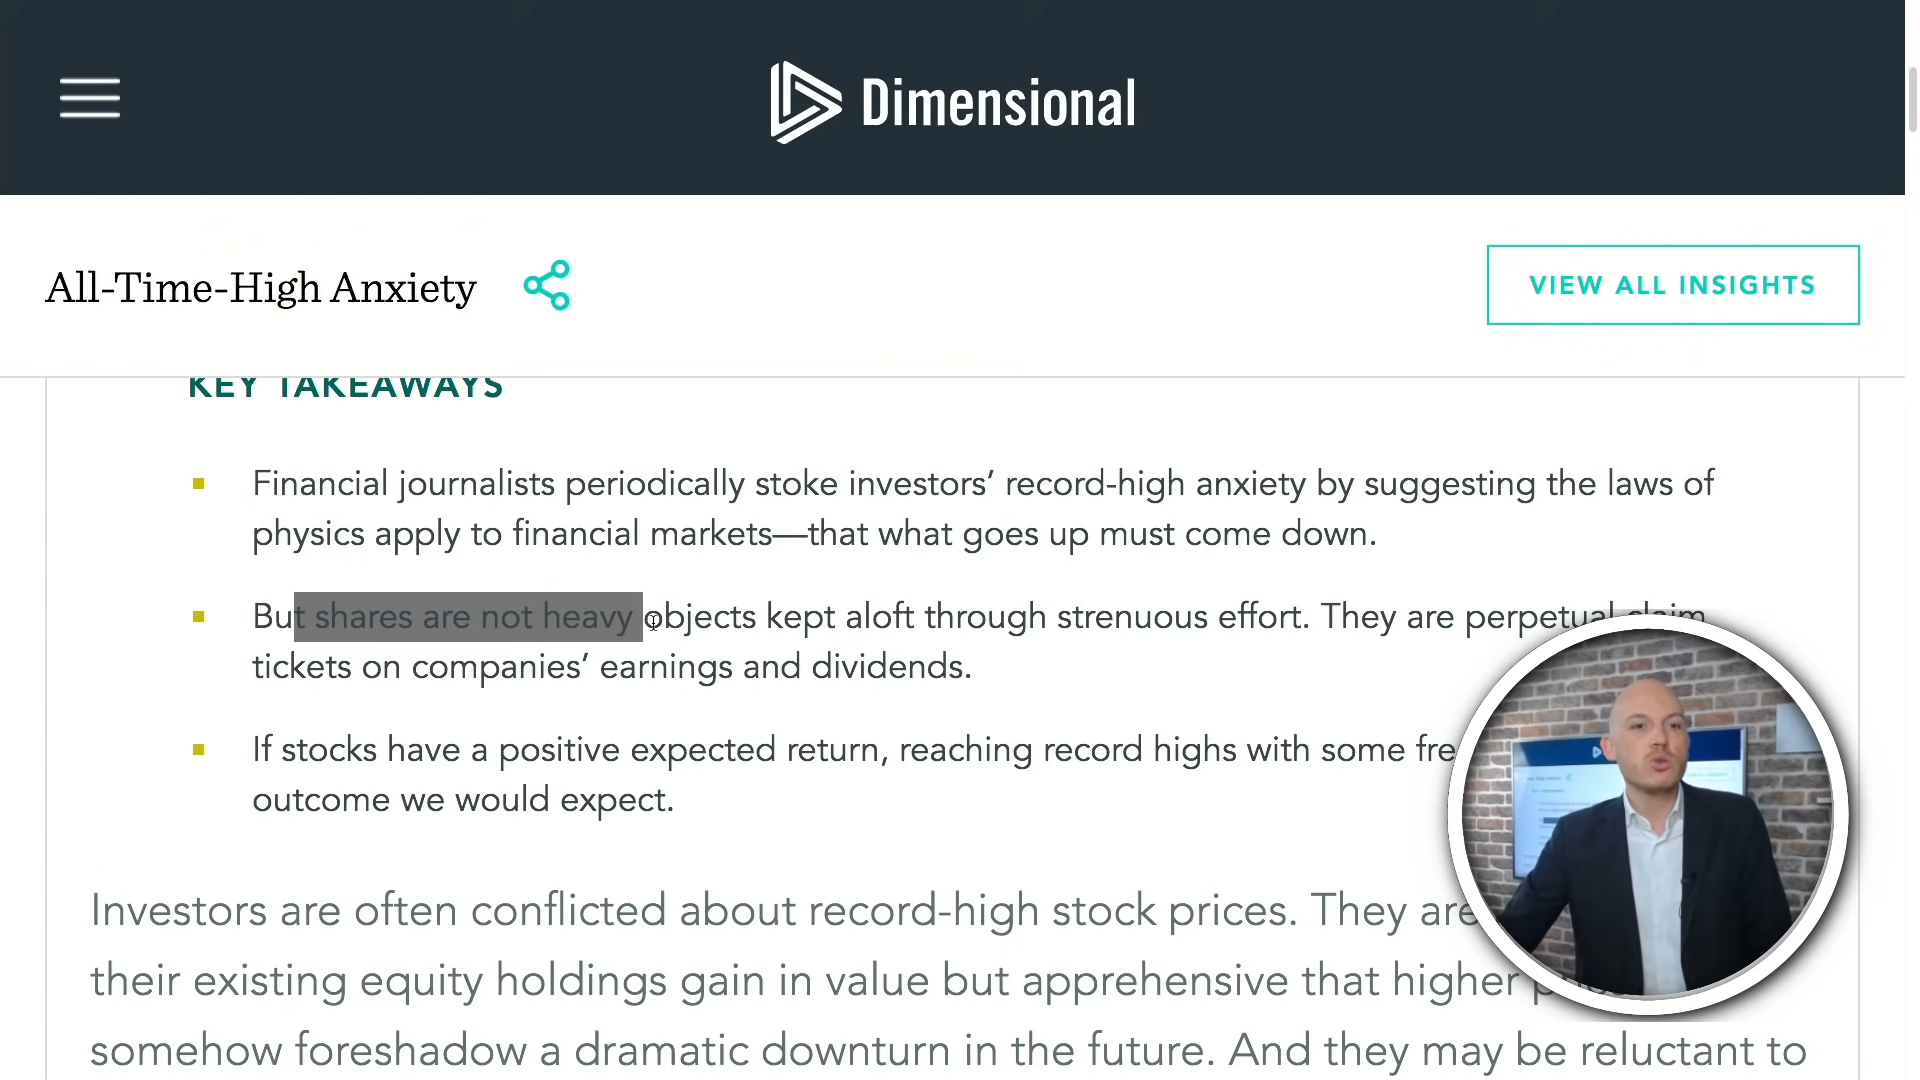 Dimensional
All-Time-High Anxiety
VIEW ALL INSIGHTS
KEY TAKEAWAYS
Financial journalists periodically stoke investors’ record-high anxiety by suggesting the laws of
physics apply to financial markets—that what goes up must come down.
But shares are not heavy objects kept aloft through strenuous effort. They are perpetual claim
tickets on companies’ earnings and dividends.
If stocks have a positive expected return, reaching record highs with some
outcome we would expect.
Investors are often conflicted about record-high stock prices. They are
their existing equity holdings gain in value but apprehensive that higher
somehow foreshadow a dramatic downturn in the future. And they may be reluctant to